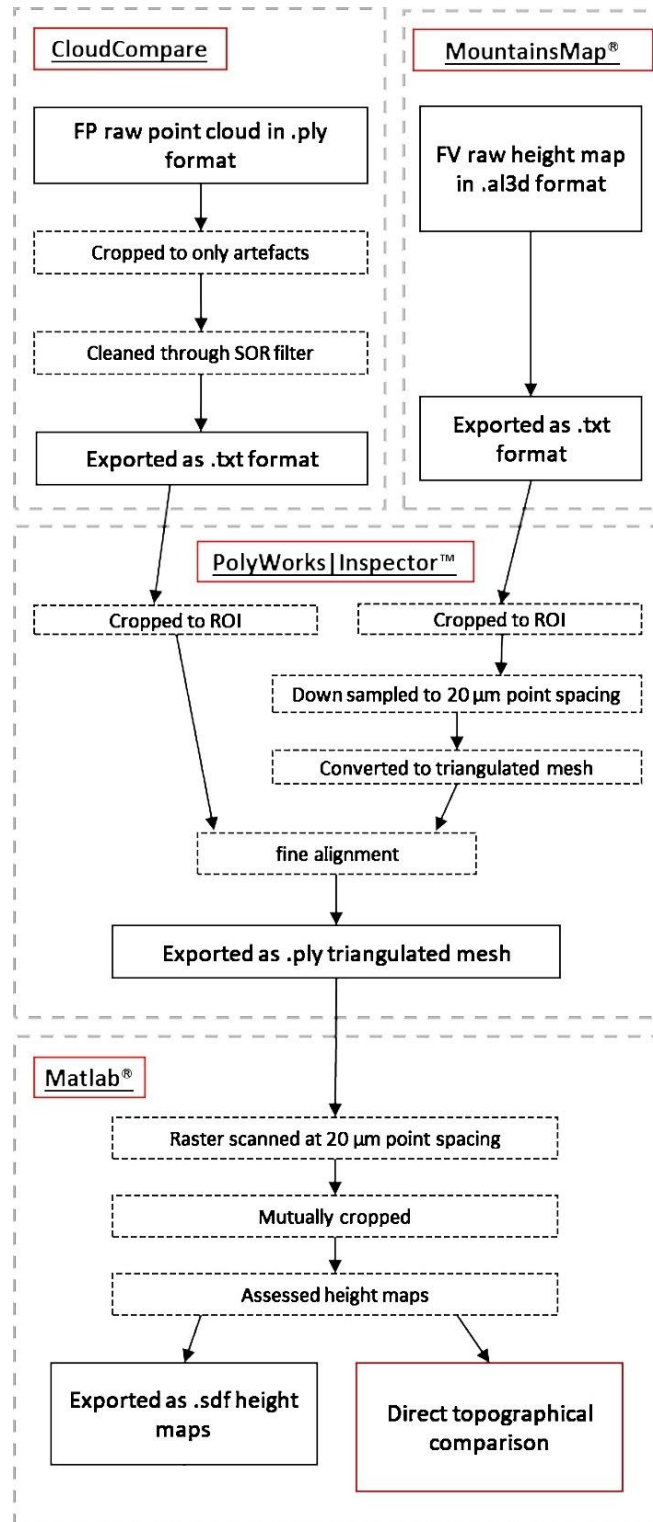 CloudCompare
FP raw point cloud in .ply
format
Cropped to only artefacts
Cleaned through SOR filter
Exported as .txt format
MountainsMap®
FV raw height map
in .al3d format
Exported as .txt
format
PolyWorks|Inspector™
Cropped to ROI
Cropped to ROI
Down sampled to 20 µm point spacing
Converted to triangulated mesh
fine alignment
Exported as .ply triangulated mesh
Matlab®
Raster scanned at 20 µm point spacing
Mutually cropped
Assessed height maps
Exported as .sdf height
maps
Direct topographical
comparison